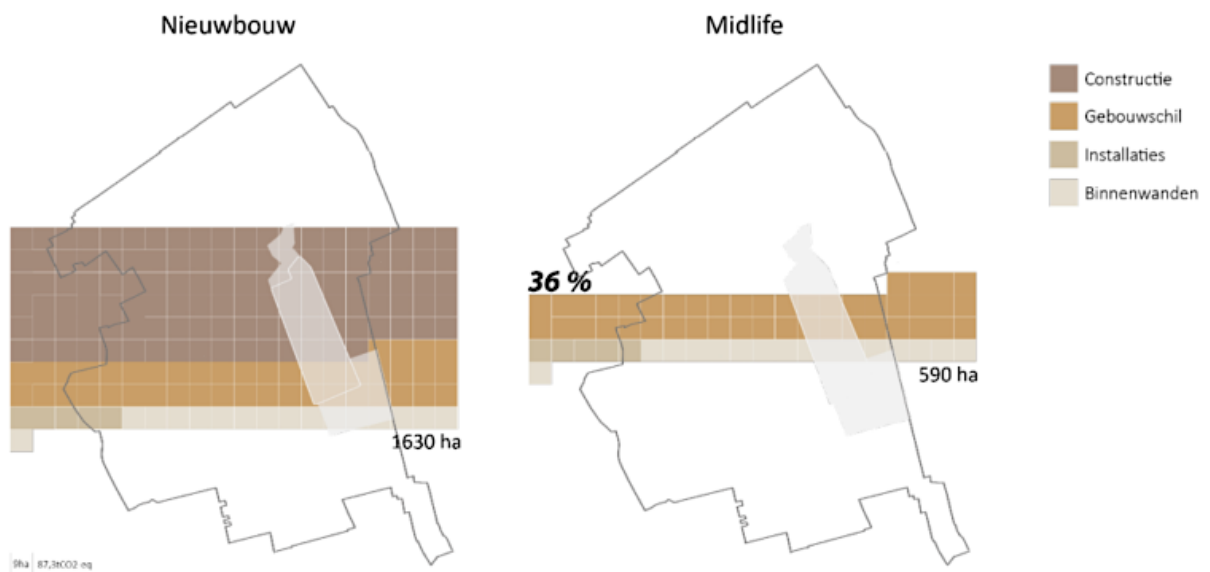 Nieuwbouw
Midlife
Constructie
Gebouwschil
Installaties
Binnenwanden
36 %
590 ha
1630 ha
9ha 87,3tCO2 eq